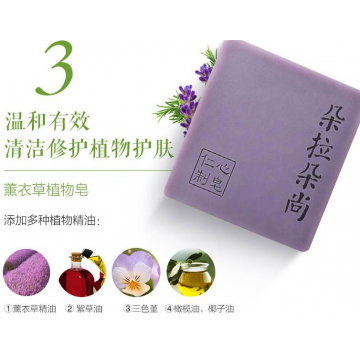 3
温和有效
清洁修护植物护肤
薰衣草植物皂
添加多种植物精油：
朵拉朵尚
仁心
制皂
①薰衣草精油 ②紫草油 ③三色堇 ④橄榄油、椰子油